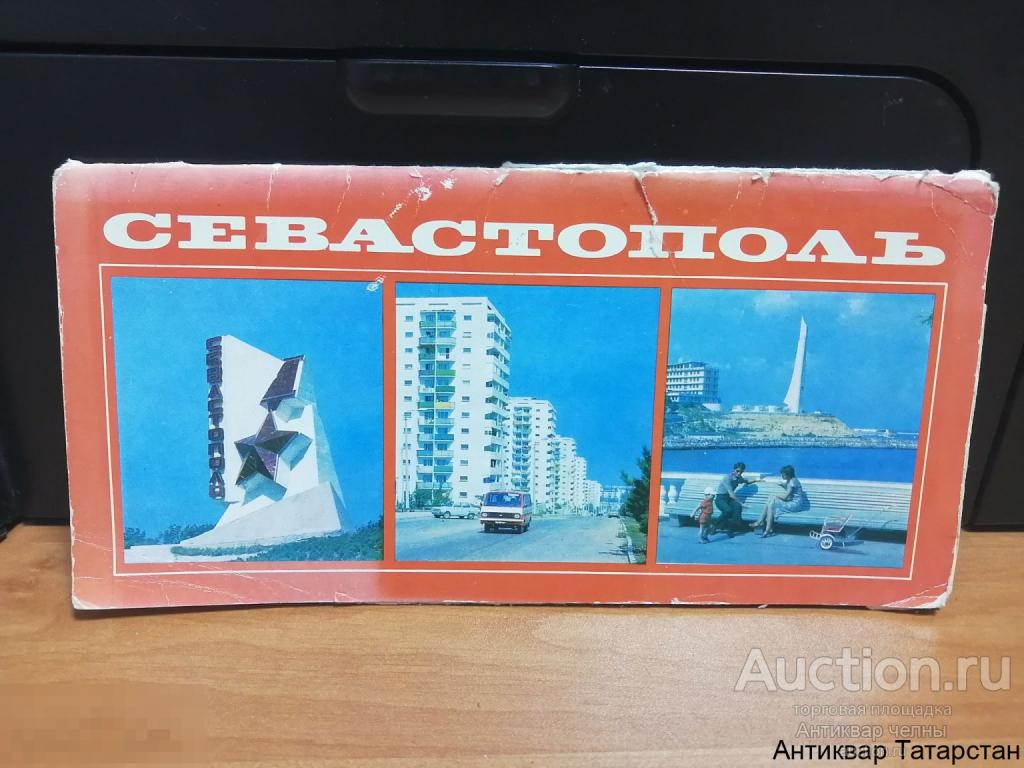 СЕВАСТОПОЛЬ
СЕВАСТОПОЛЬ
Auction.ru
торговая площадка
Антиквар челны
Антиквар Татарстан